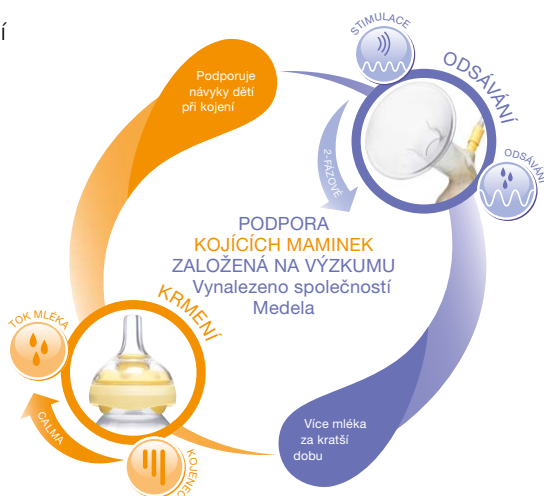 í
STIMULACE
ODSÁVÁNÍ
Podporuje
návyky dětí
při kojení
2-FÁZOVÉ
ODSÁVÁNÍ
PODPORA
KOJÍCÍCH MAMINEK
ZALOŽENÁ NA VÝZKUMU
Vynalezeno společností
Medela
KRMENÍ
TOK MLÉKA
CALMA
KOJENEC
Více mléka
za kratší
dobu